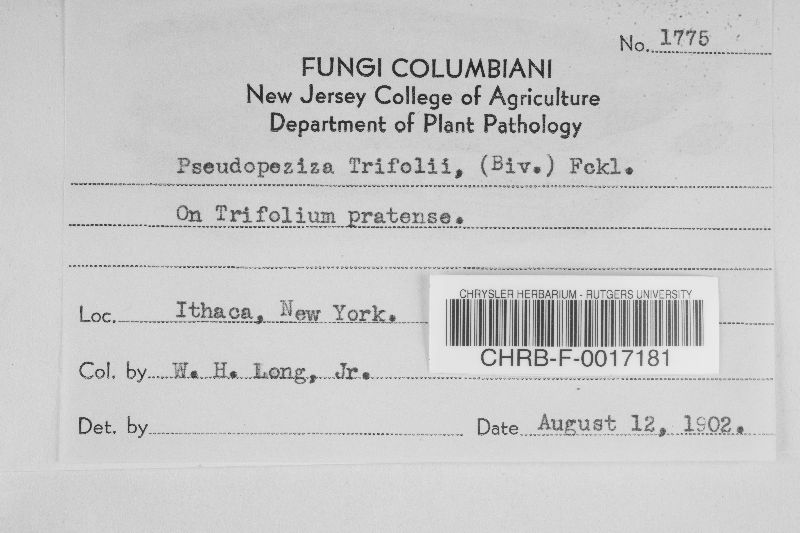 No. 1775
FUNGI COLUMBIANI
New Jersey College of Agriculture
Department of Plant Pathology
Pseudopeziza Trifolii, (Biv.) Fckl.
On Trifolium pratense.
Loc. Ithaca, New York.
CHRYSLER HERBARIUM - RUTGERS UNIVERSITY
CHRB-F-0017181
Col. by W. H. Long, Jr.
Det. by Date August 12, 1902.